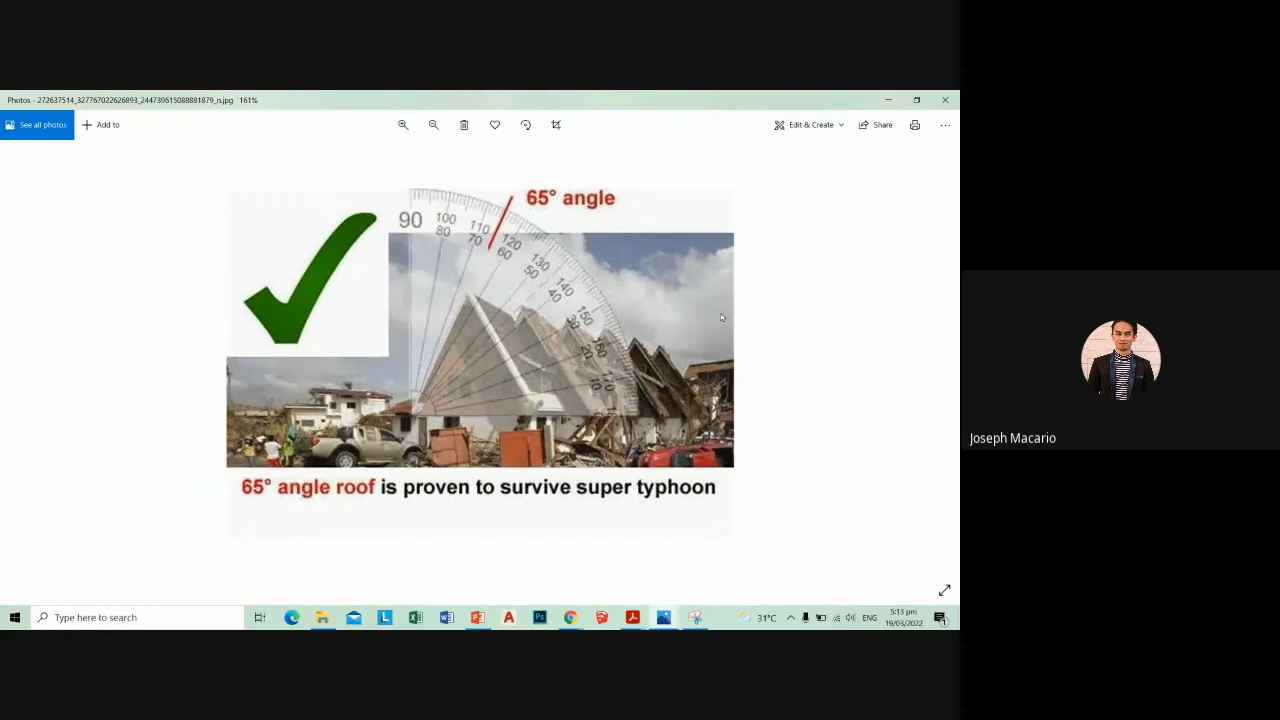 Photos - 272637514_327767022626893_244739615088881879_n.jpg 161%
See all photos
Add to
Edit & Create
Share
65° angle
90
100
80
110
70
120
60
130
50
140
40
150
30
160
20
170
10
65° angle roof is proven to survive super typhoon
Joseph Macario
Type here to search
31°C
ENG
5:13 pm
19/03/2022